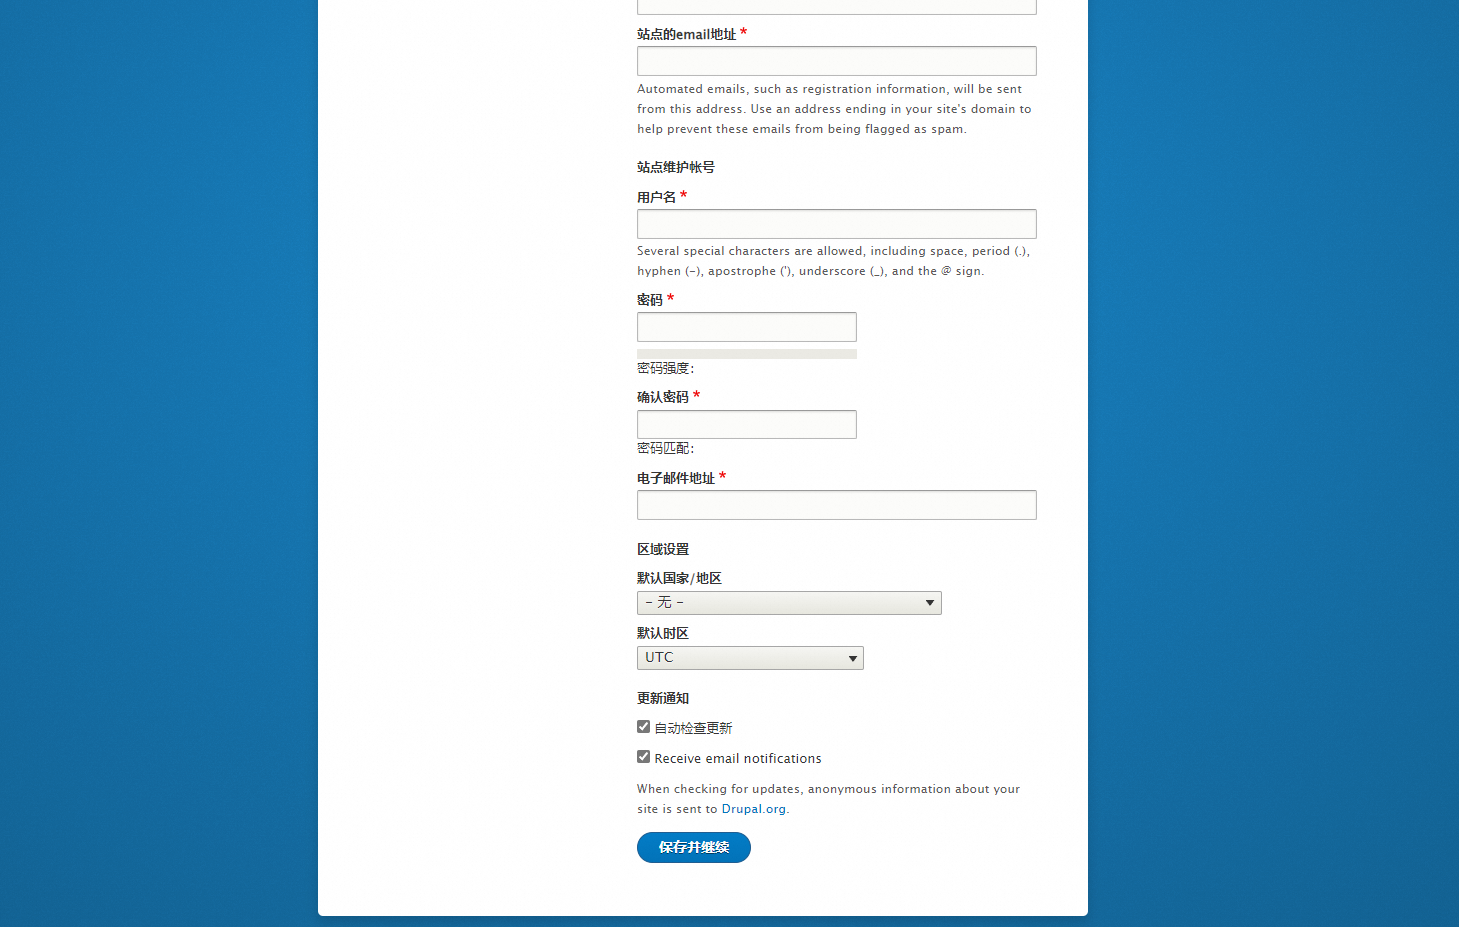 站点的email地址 *
Automated emails, such as registration information, will be sent
from this address. Use an address ending in your site's domain to
help prevent these emails from being flagged as spam.
站点维护帐号
用户名 *
Several special characters are allowed, including space, period (.),
hyphen (-), apostrophe ('), underscore (_), and the @ sign.
密码 *
密码强度：
确认密码 *
密码匹配：
电子邮件地址 *
区域设置
默认国家/地区
- 无 -
默认时区
UTC
更新通知
自动检查更新
Receive email notifications
When checking for updates, anonymous information about your
site is sent to Drupal.org.
保存并继续